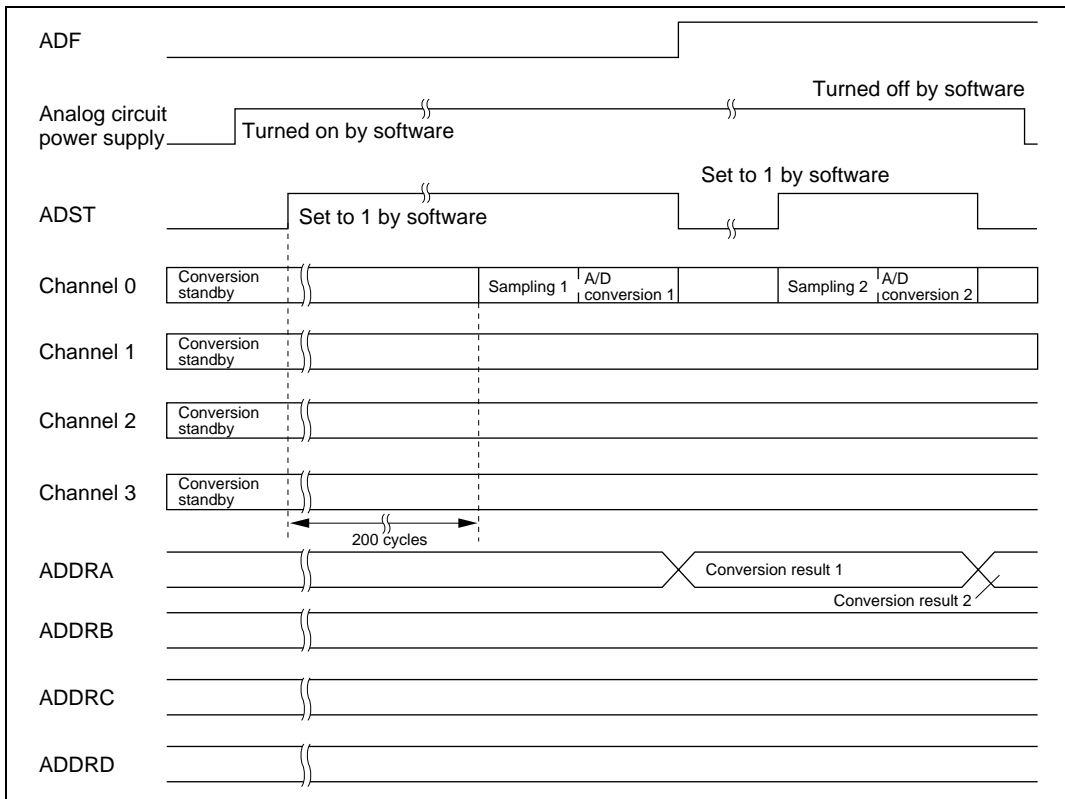 ADF
Turned off by software
Analog circuit
power supply
Turned on by software
Set to 1 by software
ADST
Set to 1 by software
Channel 0
Conversion
standby
Sampling 1
A/D
conversion 1
Sampling 2
A/D
conversion 2
Channel 1
Conversion
standby
Channel 2
Conversion
standby
Channel 3
Conversion
standby
200 cycles
ADDRA
Conversion result 1
Conversion result 2
ADDRB
ADDRC
ADDRD